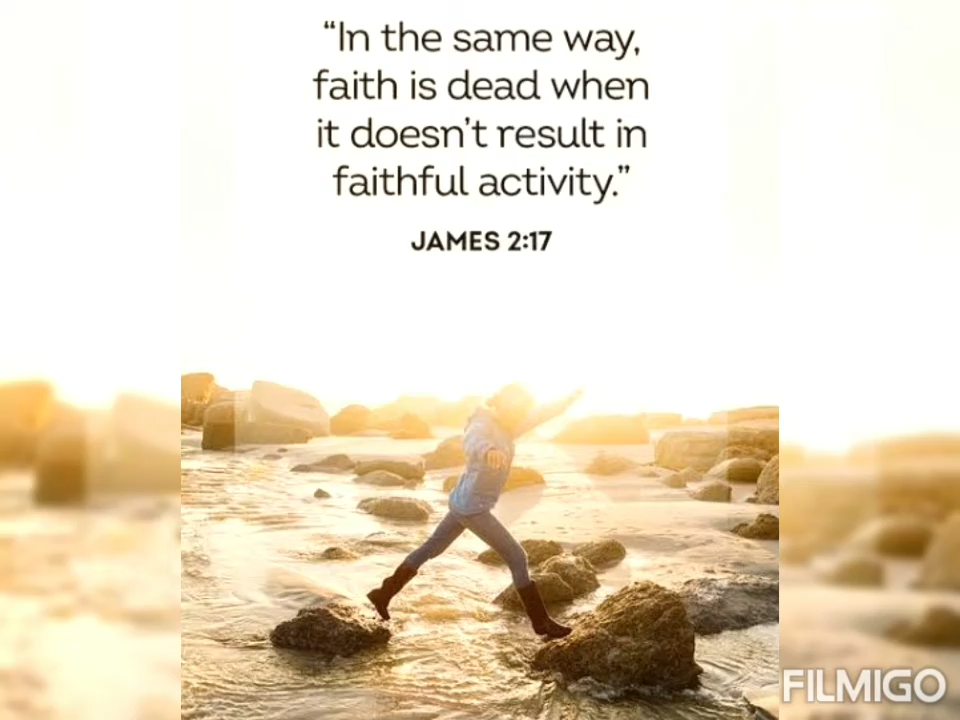 “In the same way,
faith is dead when
it doesn’t result in
faithful activity.”
JAMES 2:17
FILMIGO